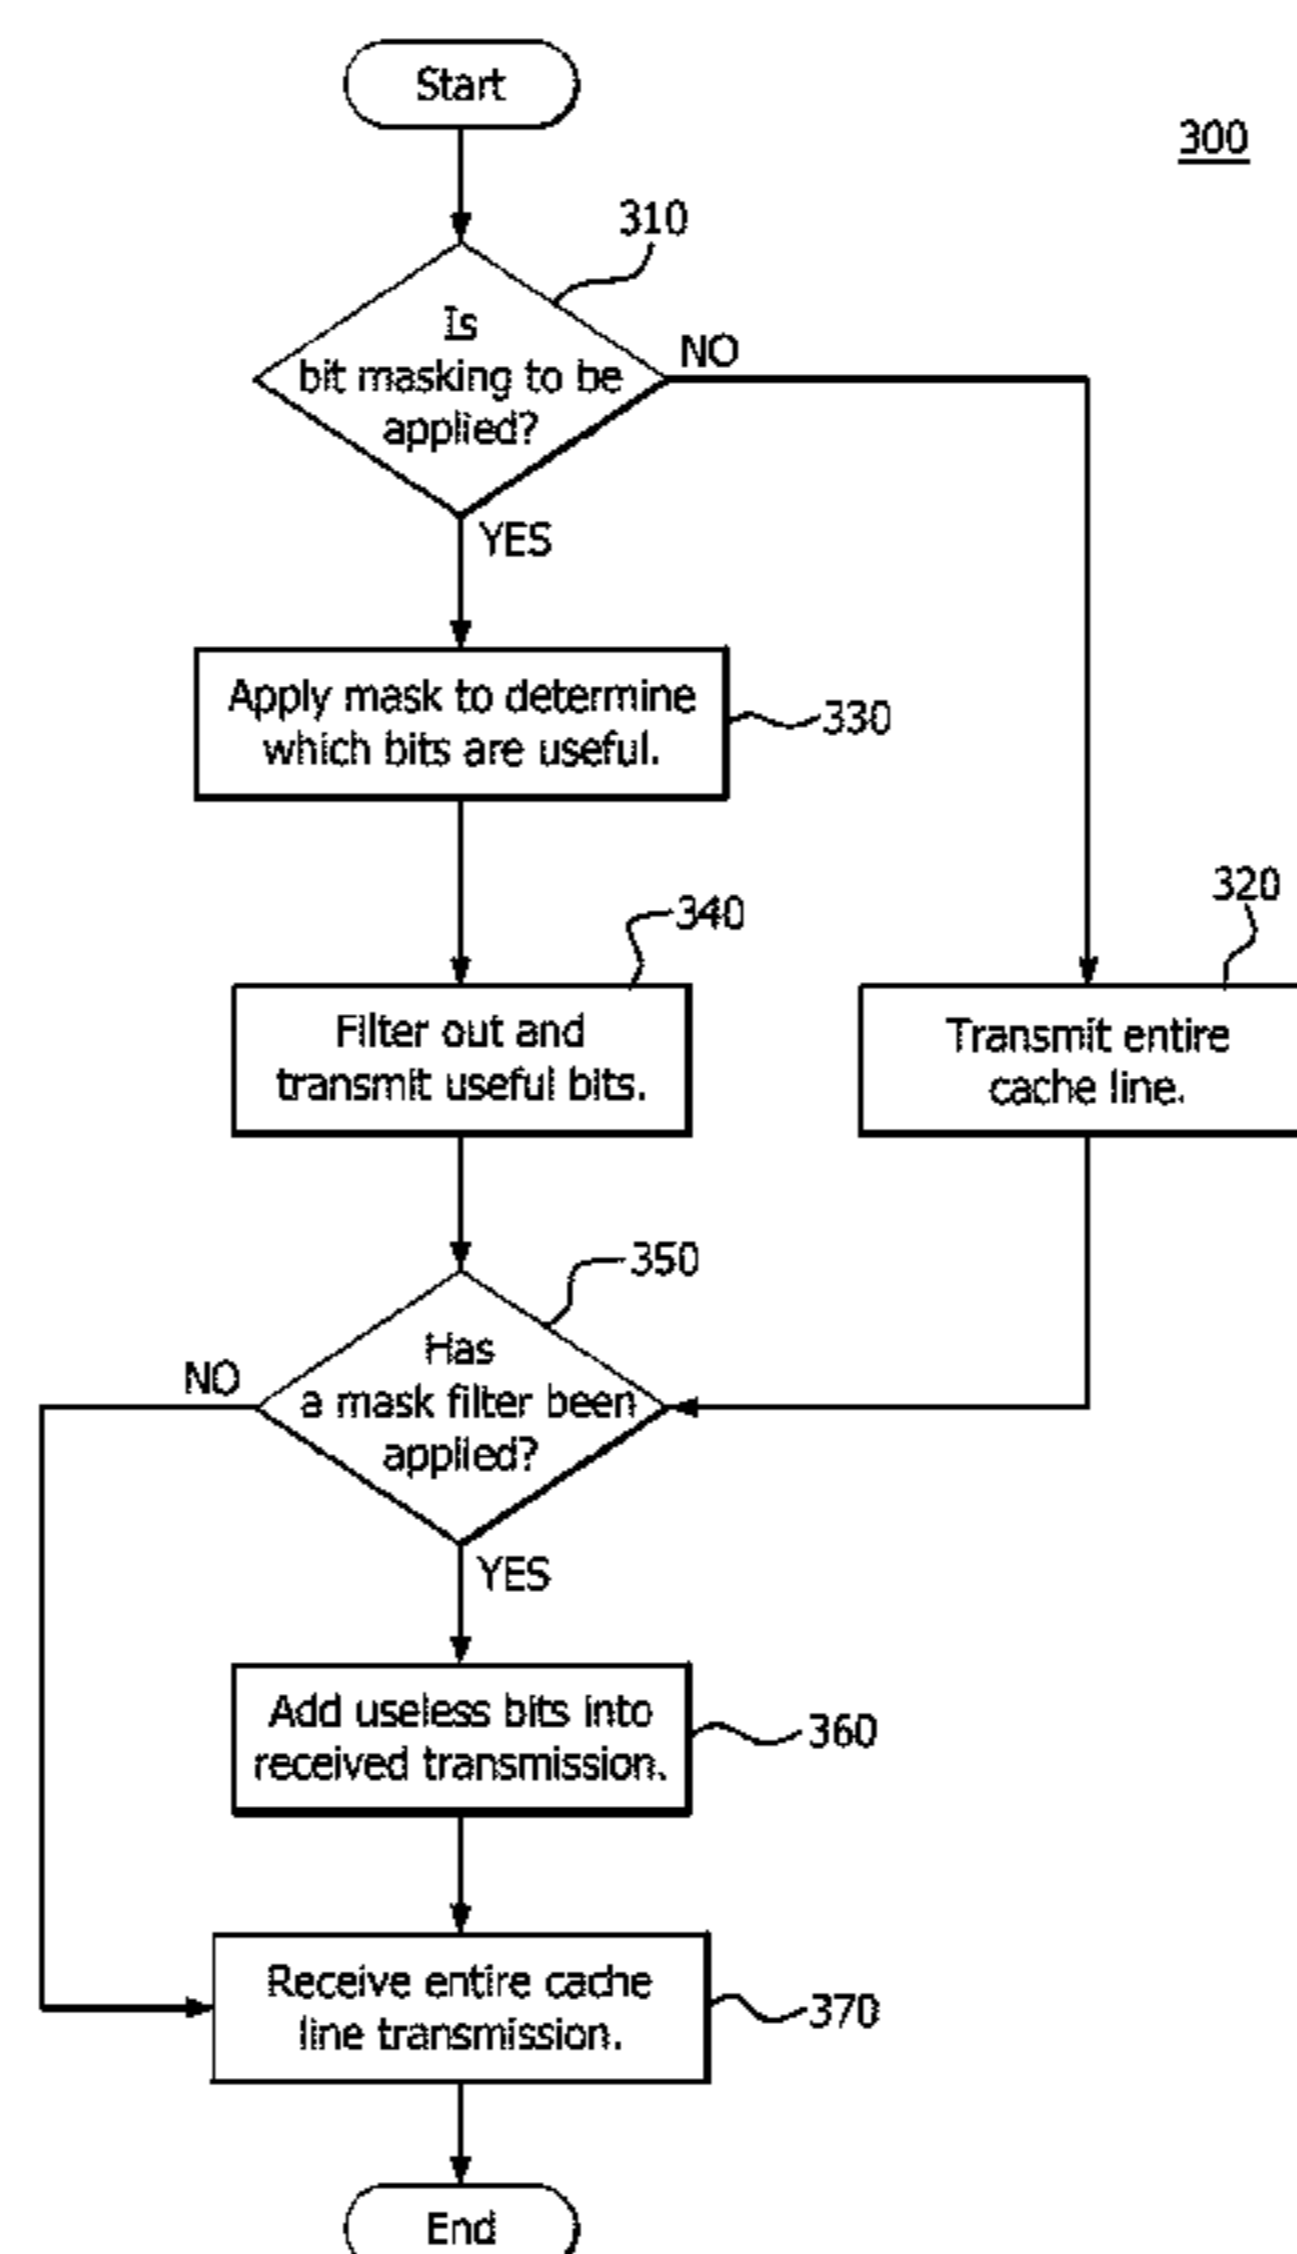 Start
300
310
Is
bit masking to be
applied?
NO
YES
Apply mask to determine
which bits are useful.
330
340
320
Filter out and
transmit useful bits.
Transmit entire
cache line.
350
Has
a mask filter been
applied?
NO
YES
Add useless bits into
received transmission.
360
Receive entire cache
line transmission.
370
End